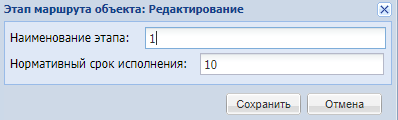 Этап маршрута объекта: Редактирование
Наименование этапа: 1
Нормативный срок исполнения: 10
Сохранить Отмена